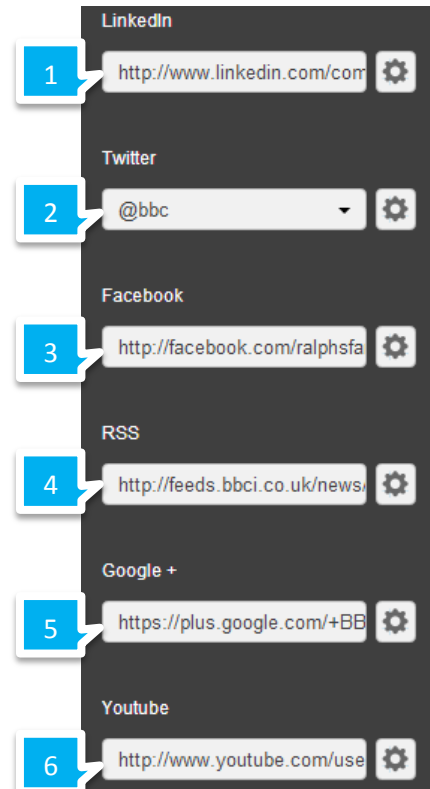 LinkedIn
1 http://www.linkedin.com/com
Twitter
2 @bbc
Facebook
3 http://facebook.com/ralphsfa
RSS
4 http://feeds.bbci.co.uk/news/
Google +
5 https://plus.google.com/+BB
Youtube
6 http://www.youtube.com/use